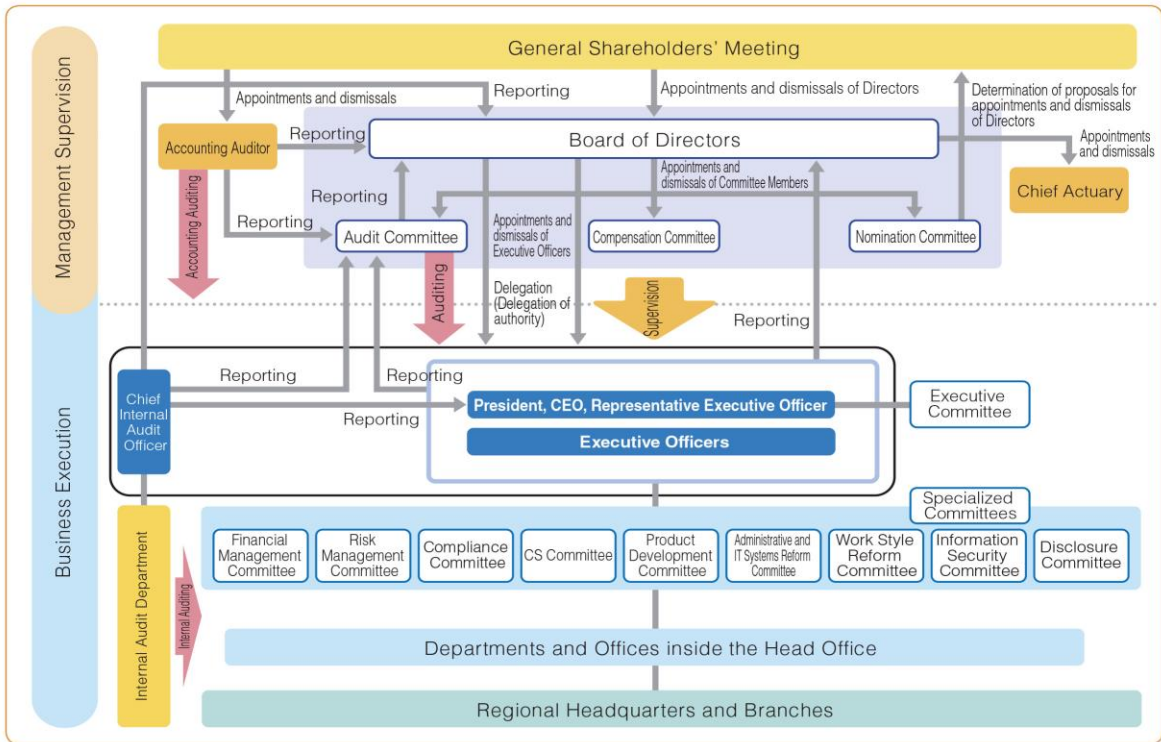 Management Supervision
Business Execution
General Shareholders' Meeting
Appointments and dismissals
Reporting
Appointments and dismissals of Directors
Determination of proposals for
appointments and dismissals
of Directors
Accounting Auditor
Reporting
Board of Directors
Appointments
and dismissals
Chief Actuary
Accounting Auditing
Reporting
Reporting
Appointments and
dismissals of Committee Members
Audit Committee
Appointments and
dismissals of
Executive Officers
Compensation Committee
Nomination Committee
Auditing
Delegation
(Delegation of
authority)
Supervision
Reporting
Chief
Internal
Audit
Officer
Reporting
Reporting
Reporting
President, CEO, Representative Executive Officer
Executive Officers
Executive
Committee
Internal Audit Department
Internal Auditing
Specialized
Committees
Financial
Management
Committee
Risk
Management
Committee
Compliance
Committee
CS Committee
Product
Development
Committee
Administrative and
IT Systems Reform
Committee
Work Style
Reform
Committee
Information
Security
Committee
Disclosure
Committee
Departments and Offices inside the Head Office
Regional Headquarters and Branches